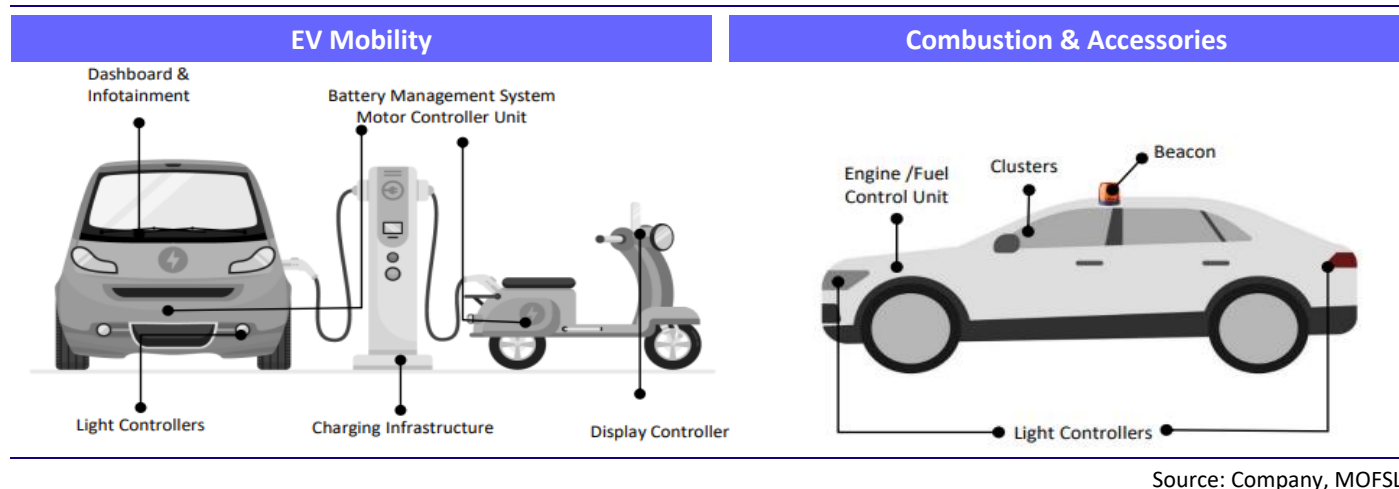 EV Mobility
Combustion & Accessories
Dashboard &
Infotainment
Battery Management System
Motor Controller Unit
Light Controllers
Charging Infrastructure
Display Controller
Engine /Fuel
Control Unit
Clusters
Beacon
Light Controllers
Source: Company, MOFSL